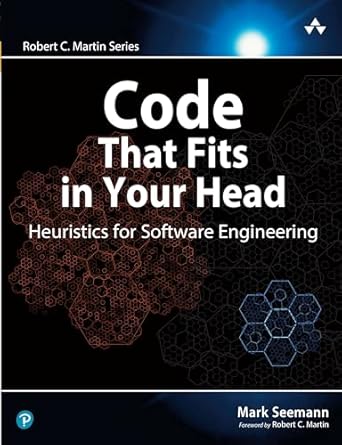 Robert C. Martin Series
Code
That Fits
in Your Head
Heuristics for Software Engineering
Mark Seemann
Foreword by Robert C. Martin